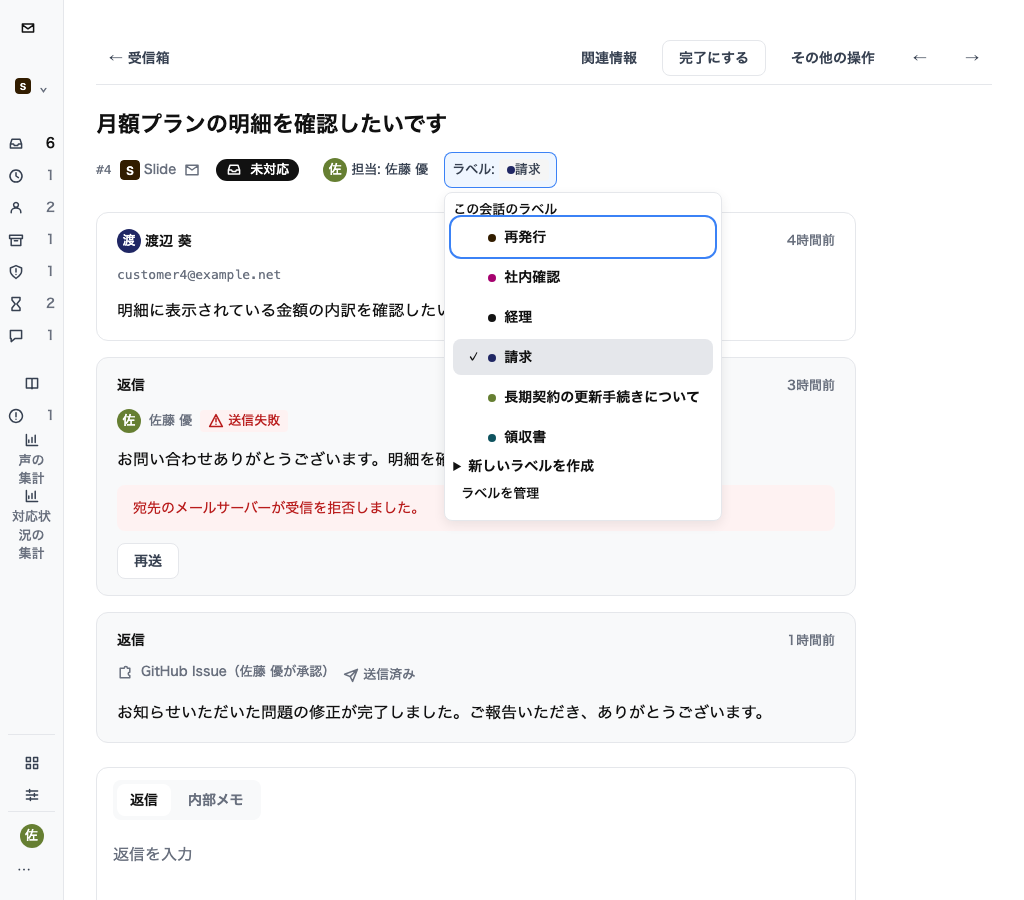 ← 受信箱
関連情報
完了にする
その他の操作
←
→
S
6
1
2
1
1
2
1
1
声の
集計
対応状
況の
集計
佐
…
月額プランの明細を確認したいです
#4 S Slide 未対応 佐 担当: 佐藤 優 ラベル: 請求
この会話のラベル
再発行
社内確認
経理
✓ 請求
長期契約の更新手続きについて
領収書
▶ 新しいラベルを作成
ラベルを管理
渡 渡辺 葵 4時間前
customer4@example.net
明細に表示されている金額の内訳を確認したい
返信 3時間前
佐 佐藤 優 送信失敗
お問い合わせありがとうございます。明細を確
宛先のメールサーバーが受信を拒否しました。
再送
返信 1時間前
GitHub Issue（佐藤 優が承認） 送信済み
お知らせいただいた問題の修正が完了しました。ご報告いただき、ありがとうございます。
返信 内部メモ
返信を入力